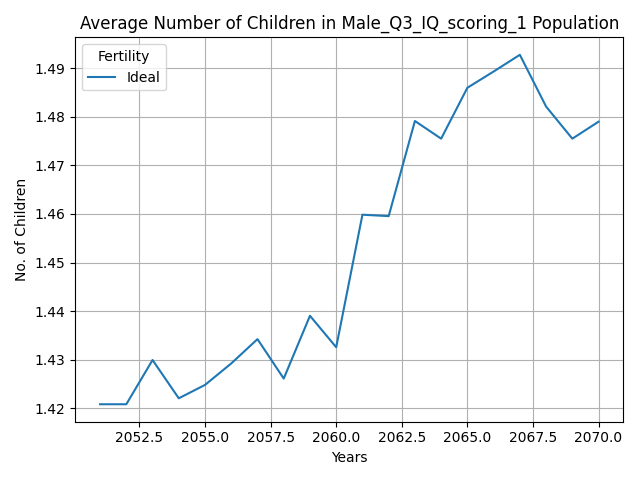 Average Number of Children in Male_Q3_IQ_scoring_1 Population
Fertility
Ideal
1.49
1.48
1.47
1.46
1.45
1.44
1.43
1.42
No. of Children
2052.5 2055.0 2057.5 2060.0 2062.5 2065.0 2067.5 2070.0
Years